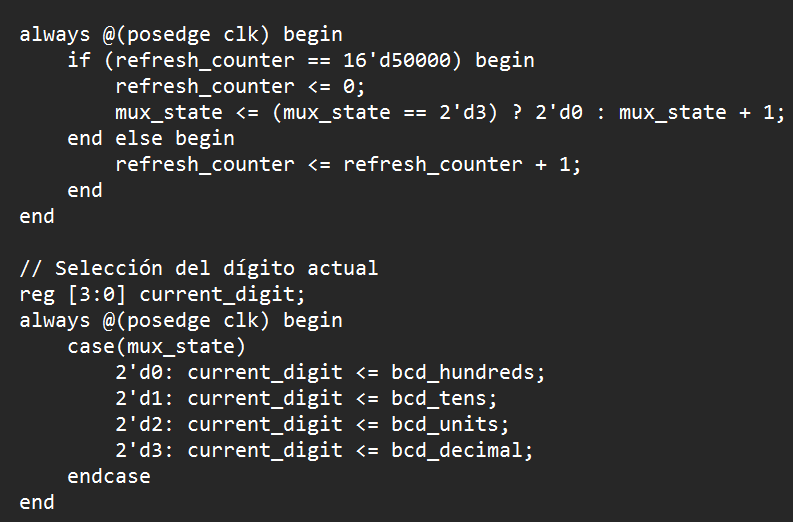 always @(posedge clk) begin
    if (refresh_counter == 16'd50000) begin
        refresh_counter <= 0;
        mux_state <= (mux_state == 2'd3) ? 2'd0 : mux_state + 1;
    end else begin
        refresh_counter <= refresh_counter + 1;
    end
end

// Selección del dígito actual
reg [3:0] current_digit;
always @(posedge clk) begin
    case(mux_state)
        2'd0: current_digit <= bcd_hundreds;
        2'd1: current_digit <= bcd_tens;
        2'd2: current_digit <= bcd_units;
        2'd3: current_digit <= bcd_decimal;
    endcase
end